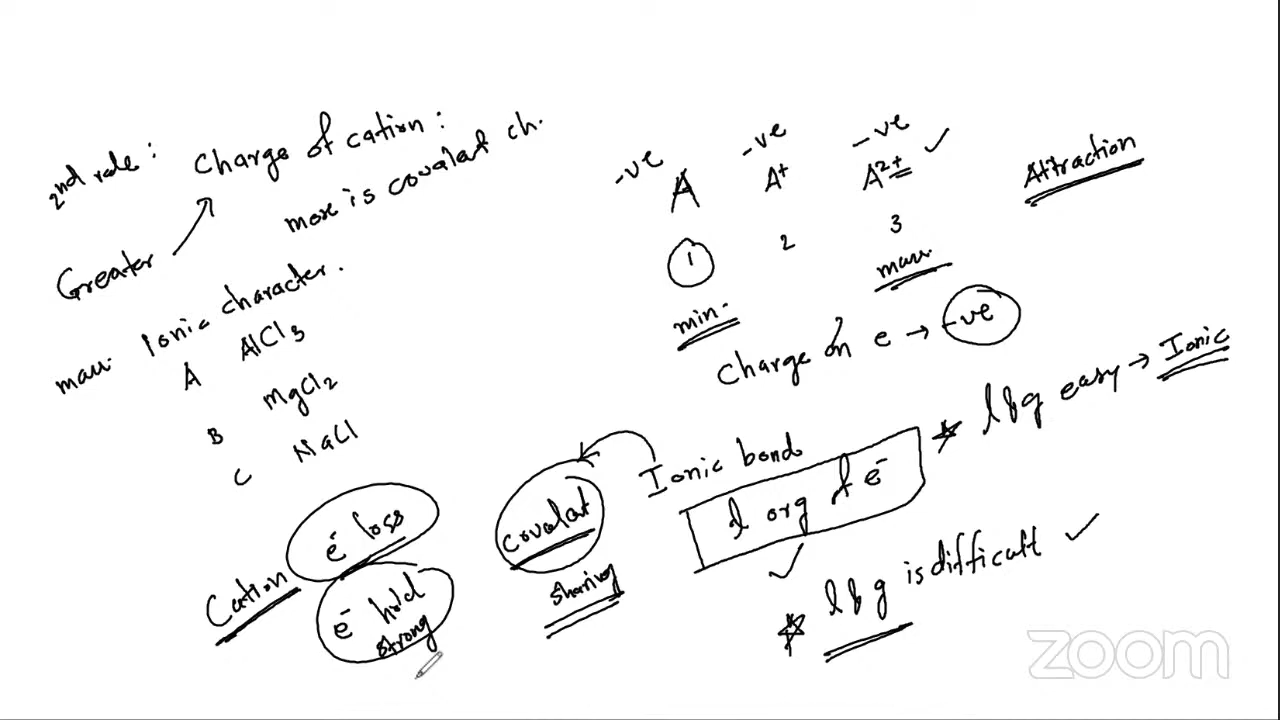 2nd rule: Charge of cation:
Greater
more is covalent ch.
max. Ionic character.
A AlCl3
B MgCl2
C NaCl
-ve -ve -ve
A A+ A2+
1 2 3
min. max.
Attraction
Charge on e → -ve
l & g easy → Ionic
Ionic bond
l or g of e-
covalent
sharing
l & g is difficult
Cation
e- loss
e- hold
strong
zoom